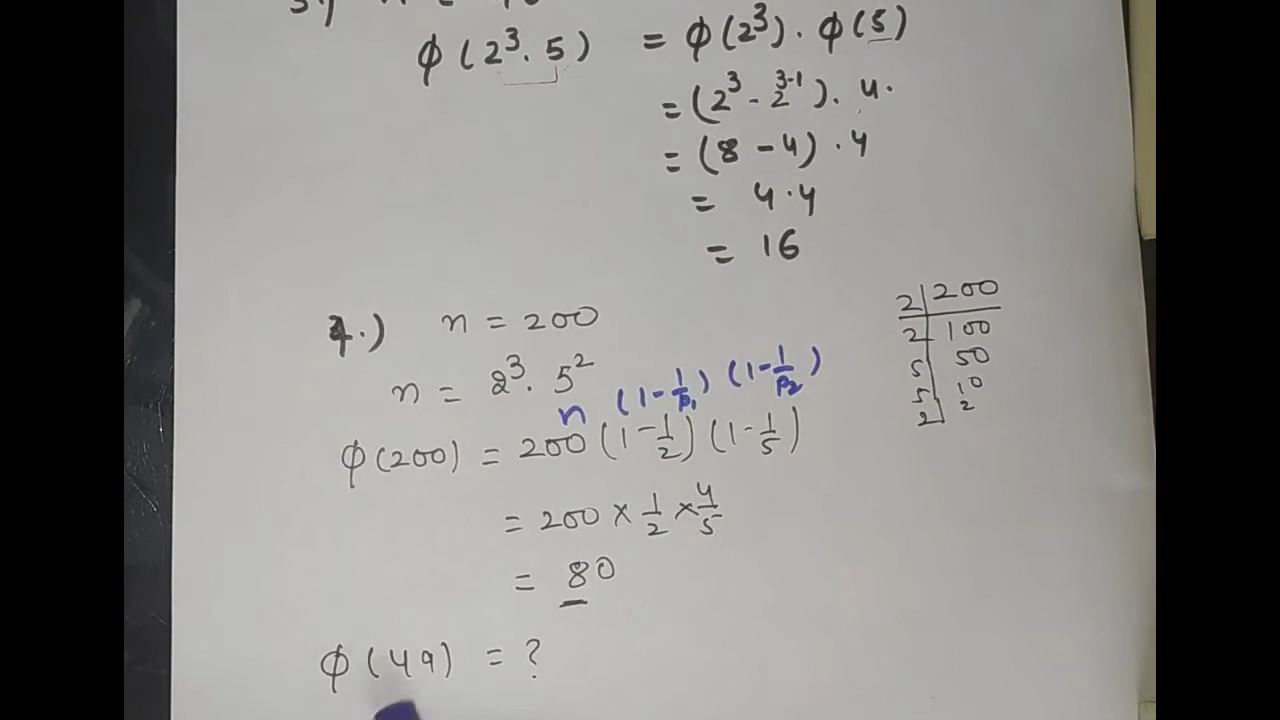 ϕ(2³·5) = ϕ(2³)·ϕ(5)
= (2³ - 2³⁻¹)· 4.
= (8 - 4)·4
= 4·4
= 16
4.) n = 200
n = 2³· 5²
n (1-1/p₁) (1-1/p₂)
ϕ(200) = 200(1-1/2)(1-1/5)
= 200 × 1/2 × 4/5
= 80
ϕ(49) = ?
2|200
2|100
5|50
5|10
2|2